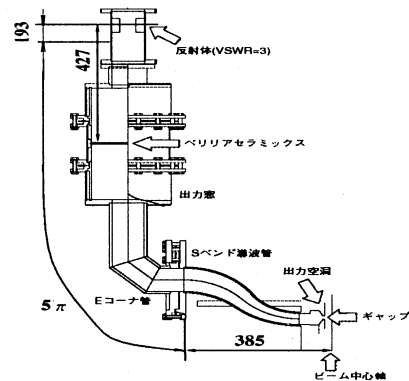 193
427
反射体(VSWR=3)
ベリリアセラミックス
出力窓
Sベンド導波管
出力空洞
Eコーナ管
ギャップ
5π
385
ビーム中心軸